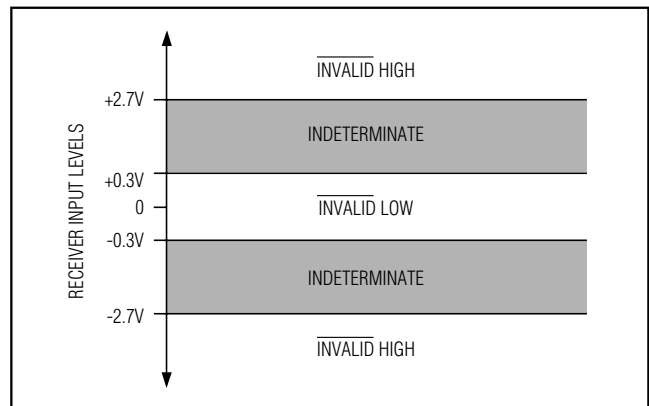 INVALID HIGH
+2.7V
INDETERMINATE
+0.3V
0
INVALID LOW
-0.3V
INDETERMINATE
-2.7V
INVALID HIGH
RECEIVER INPUT LEVELS